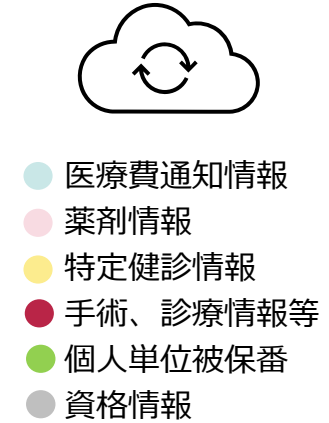 医療費通知情報
薬剤情報
特定健診情報
手術、診療情報等
個人単位被保番
資格情報